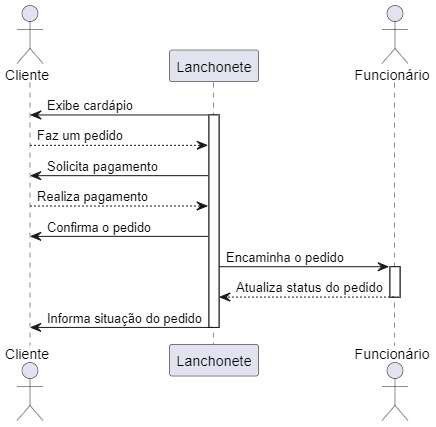 Cliente
Lanchonete
Funcionário
Exibe cardápio
Faz um pedido
Solicita pagamento
Realiza pagamento
Confirma o pedido
Encaminha o pedido
Atualiza status do pedido
Informa situação do pedido
Cliente
Lanchonete
Funcionário